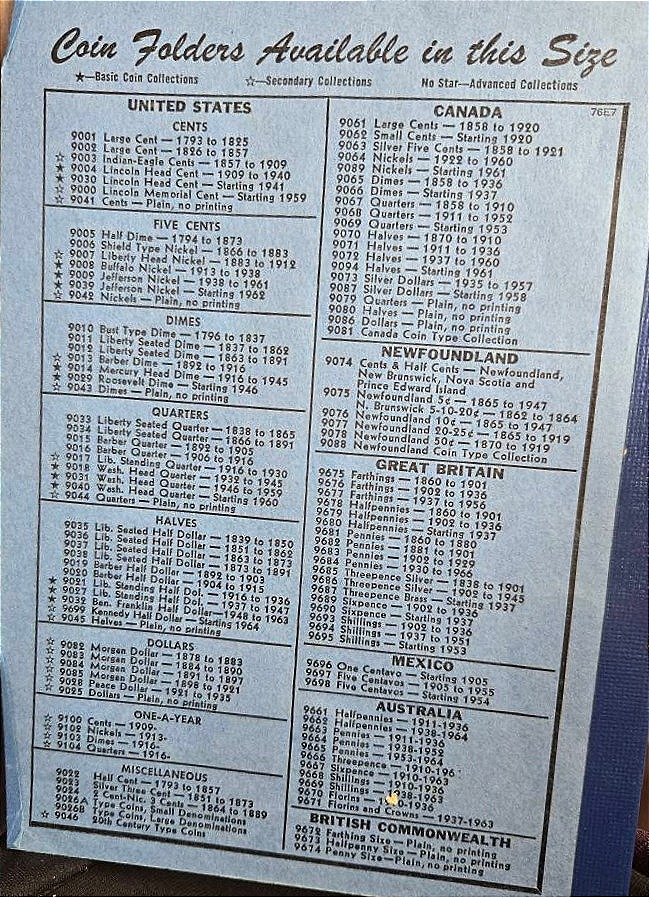 Coin Folders Available in this Size
★—Basic Coin Collections ☆—Secondary Collections No Star—Advanced Collections
UNITED STATES
CENTS
9001 Large Cent — 1793 to 1825
9002 Large Cent — 1826 to 1857
☆ 9003 Indian-Eagle Cents — 1857 to 1909
★ 9004 Lincoln Head Cent — 1909 to 1940
★ 9030 Lincoln Head Cent — Starting 1941
☆ 9000 Lincoln Memorial Cent — Starting 1959
☆ 9041 Cents — Plain, no printing
FIVE CENTS
9005 Half Dime — 1794 to 1873
9006 Shield Type Nickel — 1866 to 1883
☆ 9007 Liberty Head Nickel — 1883 to 1912
★ 9008 Buffalo Nickel — 1913 to 1938
★ 9009 Jefferson Nickel — 1938 to 1961
★ 9039 Jefferson Nickel — Starting 1962
☆ 9042 Nickels — Plain, no printing
DIMES
9010 Bust Type Dime — 1796 to 1837
9011 Liberty Seated Dime — 1837 to 1862
9012 Liberty Seated Dime — 1863 to 1891
☆ 9013 Barber Dime — 1892 to 1916
★ 9014 Mercury Head Dime — 1916 to 1945
★ 9029 Roosevelt Dime — Starting 1946
☆ 9043 Dimes — Plain, no printing
QUARTERS
9033 Liberty Seated Quarter — 1838 to 1865
9034 Liberty Seated Quarter — 1866 to 1891
9015 Barber Quarter — 1892 to 1905
9016 Barber Quarter — 1906 to 1916
☆ 9017 Lib. Standing Quarter — 1916 to 1930
★ 9018 Wash. Head Quarter — 1932 to 1945
★ 9031 Wash. Head Quarter — 1946 to 1959
★ 9040 Wash. Head Quarter — Starting 1960
☆ 9044 Quarters — Plain, no printing
HALVES
9035 Lib. Seated Half Dollar — 1839 to 1850
9036 Lib. Seated Half Dollar — 1851 to 1862
9037 Lib. Seated Half Dollar — 1863 to 1873
9038 Lib. Seated Half Dollar — 1873 to 1891
9019 Barber Half Dollar — 1892 to 1903
9020 Barber Half Dollar — 1904 to 1915
★ 9021 Lib. Standing Half Dol. — 1916 to 1936
★ 9027 Lib. Standing Half Dol. — 1937 to 1947
★ 9032 Ben. Franklin Half Dollar — 1948 to 1963
☆ 9699 Kennedy Half Dollar — Starting 1964
☆ 9045 Halves — Plain, no printing
DOLLARS
☆ 9082 Morgan Dollar — 1878 to 1883
☆ 9083 Morgan Dollar — 1884 to 1890
☆ 9084 Morgan Dollar — 1891 to 1897
☆ 9085 Morgan Dollar — 1898 to 1921
☆ 9028 Peace Dollar — 1921 to 1935
☆ 9025 Dollars — Plain, no printing
ONE-A-YEAR
☆ 9100 Cents — 1909-
☆ 9102 Nickels — 1913-
☆ 9103 Dimes — 1916-
☆ 9104 Quarters — 1916-
MISCELLANEOUS
9022 Half Cent — 1793 to 1857
9023 Silver Three Cent — 1851 to 1873
9024 2 Cent-Nic. 3 Cents — 1864 to 1889
9026A Type Coins, Small Denominations
9026B Type Coins, Large Denominations
☆ 9046 20th Century Type Coins
CANADA
76E7
9061 Large Cents — 1858 to 1920
9062 Small Cents — Starting 1920
9063 Silver Five Cents — 1858 to 1921
9064 Nickels — 1922 to 1960
9089 Nickels — Starting 1961
9065 Dimes — 1858 to 1936
9066 Dimes — Starting 1937
9067 Quarters — 1858 to 1910
9068 Quarters — 1911 to 1952
9069 Quarters — Starting 1953
9070 Halves — 1870 to 1910
9071 Halves — 1911 to 1936
9072 Halves — 1937 to 1960
9094 Halves — Starting 1961
9073 Silver Dollars — 1935 to 1957
9087 Silver Dollars — Starting 1958
9079 Quarters — Plain, no printing
9080 Halves — Plain, no printing
9086 Dollars — Plain, no printing
9081 Canada Coin Type Collection
NEWFOUNDLAND
9074 Cents & Half Cents — Newfoundland,
New Brunswick, Nova Scotia and
Prince Edward Island
9075 Newfoundland 5¢ — 1865 to 1947
N. Brunswick 5-10-20¢ — 1862 to 1864
9076 Newfoundland 10¢ — 1865 to 1947
9077 Newfoundland 20-25¢ — 1865 to 1919
9078 Newfoundland 50¢ — 1870 to 1919
9088 Newfoundland Coin Type Collection
GREAT BRITAIN
9675 Farthings — 1860 to 1901
9676 Farthings — 1902 to 1936
9677 Farthings — 1937 to 1956
9678 Halfpennies — 1860 to 1901
9679 Halfpennies — 1902 to 1936
9680 Halfpennies — Starting 1937
9681 Pennies — 1860 to 1880
9682 Pennies — 1881 to 1901
9683 Pennies — 1902 to 1929
9684 Pennies — 1930 to 1966
9685 Threepence Silver — 1838 to 1901
9686 Threepence Silver — 1902 to 1945
9687 Threepence Brass — Starting 1937
9688 Sixpence — 1902 to 1936
9690 Sixpence — Starting 1937
9693 Shillings — 1902 to 1936
9694 Shillings — 1937 to 1951
9695 Shillings — Starting 1953
MEXICO
9696 One Centavo — Starting 1905
9697 Five Centavos — 1905 to 1955
9698 Five Centavos — Starting 1954
AUSTRALIA
9661 Halfpennies — 1911-1936
9662 Halfpennies — 1938-1964
9663 Pennies — 1911-1936
9664 Pennies — 1938-1952
9665 Pennies — 1953-1964
9666 Threepence — 1910-196
9667 Sixpence — 1910-1963
9668 Shillings — 1910-1936
9669 Shillings — 1938-1963
9670 Florins — -1936
9671 Florins and Crowns — 1937-1963
BRITISH COMMONWEALTH
9672 Farthing Size — Plain, no printing
9673 Halfpenny Size — Plain, no printing
9674 Penny Size — Plain, no printing